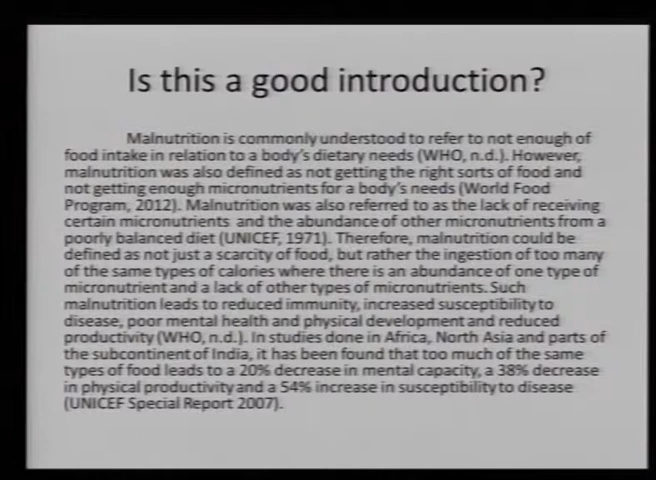 Is this a good introduction?
Malnutrition is commonly understood to refer to not enough of
food intake in relation to a body's dietary needs (WHO, n.d.). However,
malnutrition was also defined as not getting the right sorts of food and
not getting enough micronutrients for a body's needs (World Food
Program, 2012). Malnutrition was also referred to as the lack of receiving
certain micronutrients and the abundance of other micronutrients from a
poorly balanced diet (UNICEF, 1971). Therefore, malnutrition could be
defined as not just a scarcity of food, but rather the ingestion of too many
of the same types of calories where there is an abundance of one type of
micronutrient and a lack of other types of micronutrients. Such
malnutrition leads to reduced immunity, increased susceptibility to
disease, poor mental health and physical development and reduced
productivity (WHO, n.d.). In studies done in Africa, North Asia and parts of
the subcontinent of India, it has been found that too much of the same
types of food leads to a 20% decrease in mental capacity, a 38% decrease
in physical productivity and a 54% increase in susceptibility to disease
(UNICEF Special Report 2007).